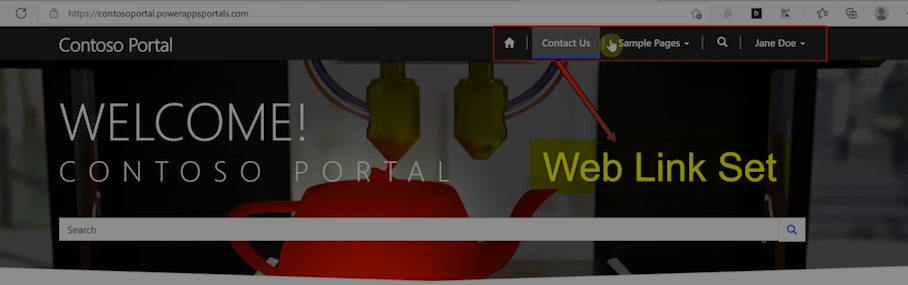 https://contosoportal.powerappsportals.com
Contoso Portal
Contact Us
Sample Pages
Jane Doe
WELCOME!
CONTOSO PORTAL
Web Link Set
Search